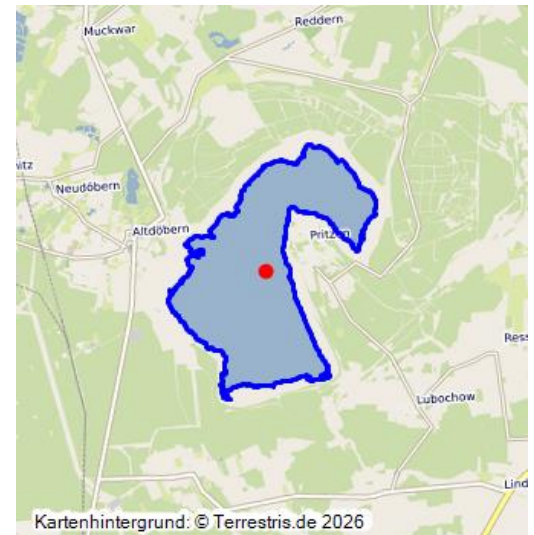 Reddern
Muckwar
Neudöbern
Altdöbern
Pritzen
Lubochow
Kartenhintergrund: © Terrestris.de 2026